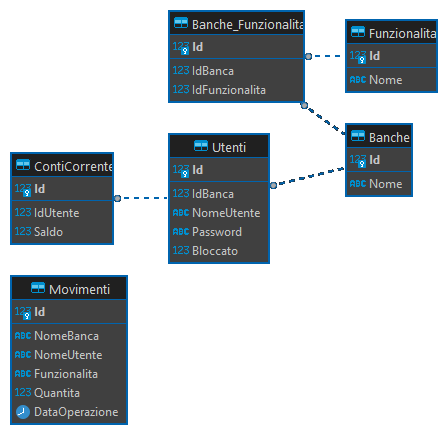 Banche_Funzionalita
123 Id
123 IdBanca
123 IdFunzionalita
Funzionalita
123 Id
ABC Nome
Banche
123 Id
ABC Nome
Utenti
123 Id
123 IdBanca
ABC NomeUtente
ABC Password
123 Bloccato
ContiCorrente
123 Id
123 IdUtente
123 Saldo
Movimenti
123 Id
ABC NomeBanca
ABC NomeUtente
ABC Funzionalita
123 Quantita
DataOperazione